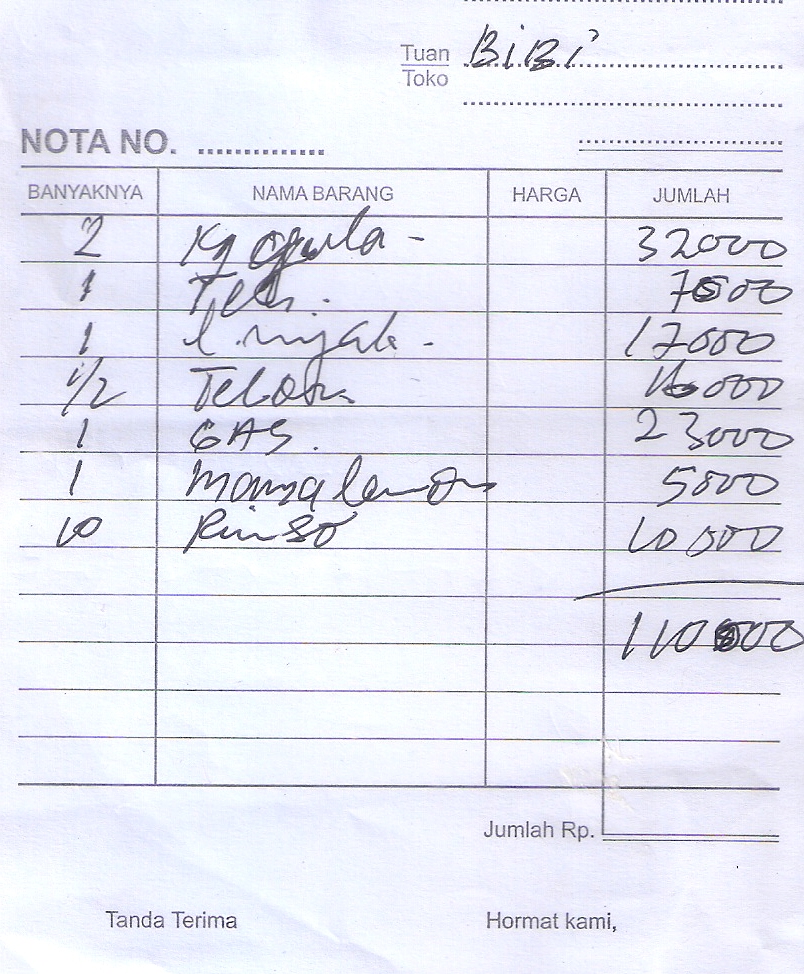 Tuan BiBi
Toko
NOTA NO. ....................
BANYAKNYA NAMA BARANG HARGA JUMLAH
2 Kg gula - 32000
1 Teh. 7000
1 l. minyak - 17000
1/2 Telor 16000
1 GAS. 23000
1 mama lemon 5000
10 Rinso 10000
110000
Jumlah Rp.
Tanda Terima Hormat kami,